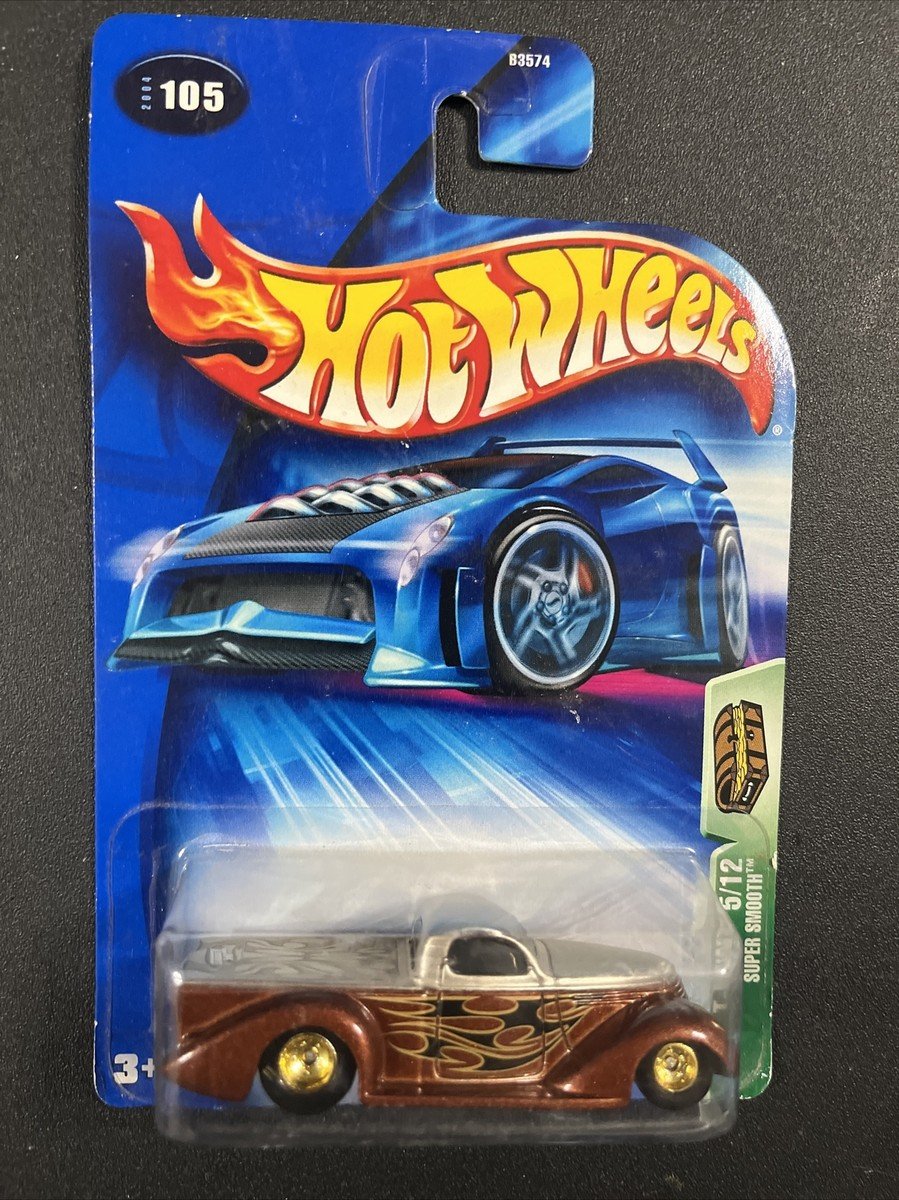 B3574
2004
105
HOT WHEELS
®
5/12
SUPER SMOOTH™
3+